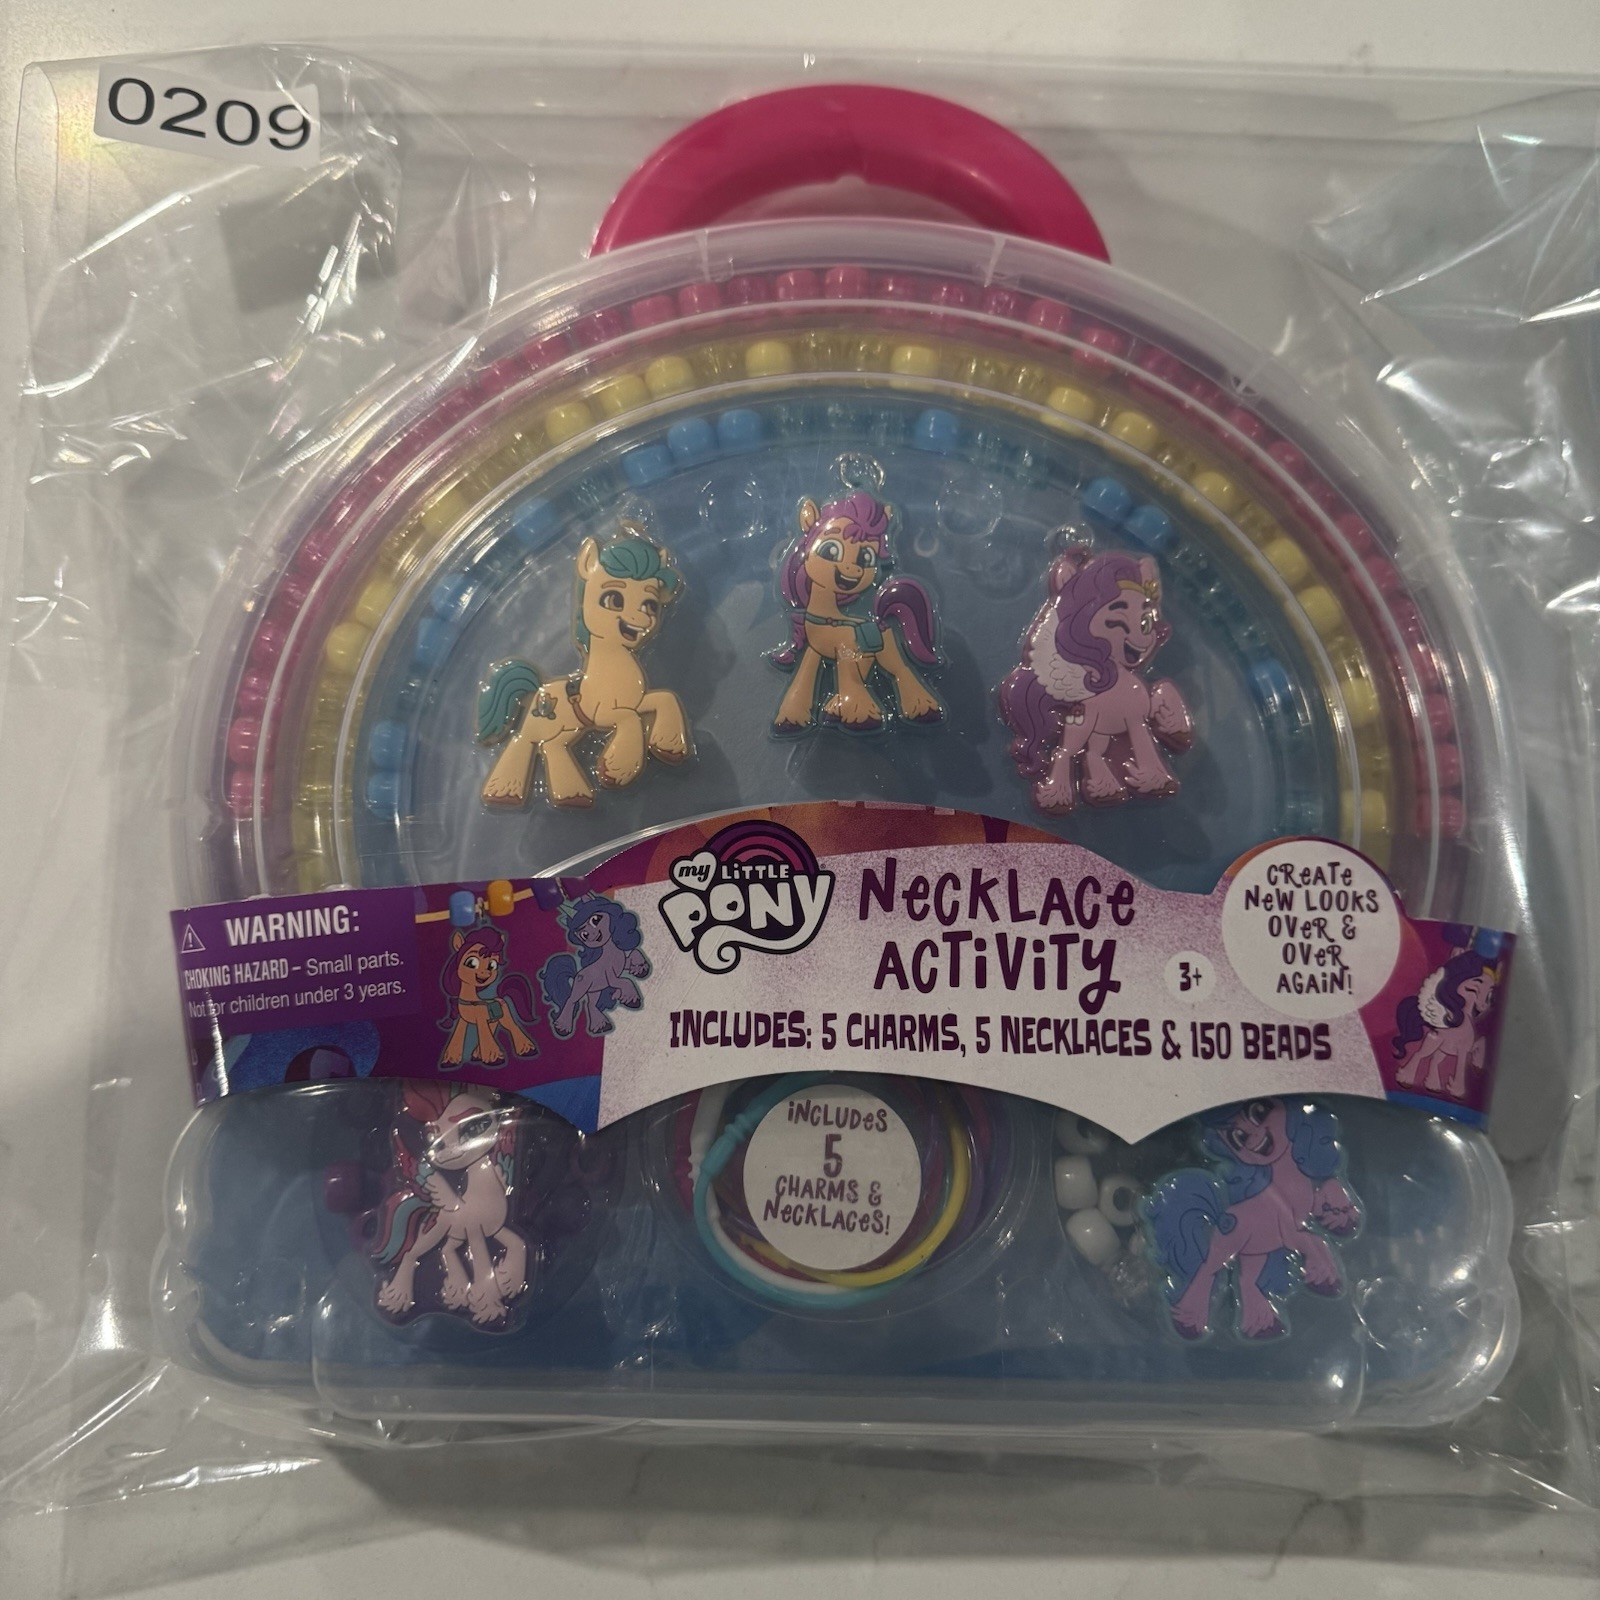 0209
my LiTTLE
PONY
NeCKLACe
ACTiViTy
3+
INCLUDES: 5 CHARMS, 5 NECKLACES & 150 BEADS
CReATe
NeW LOOKS
OVeR &
OVeR
AGAiN!
WARNING:
CHOKING HAZARD – Small parts.
Not for children under 3 years.
iNCLUDeS
5
CHARMS &
NeCKLACeS!